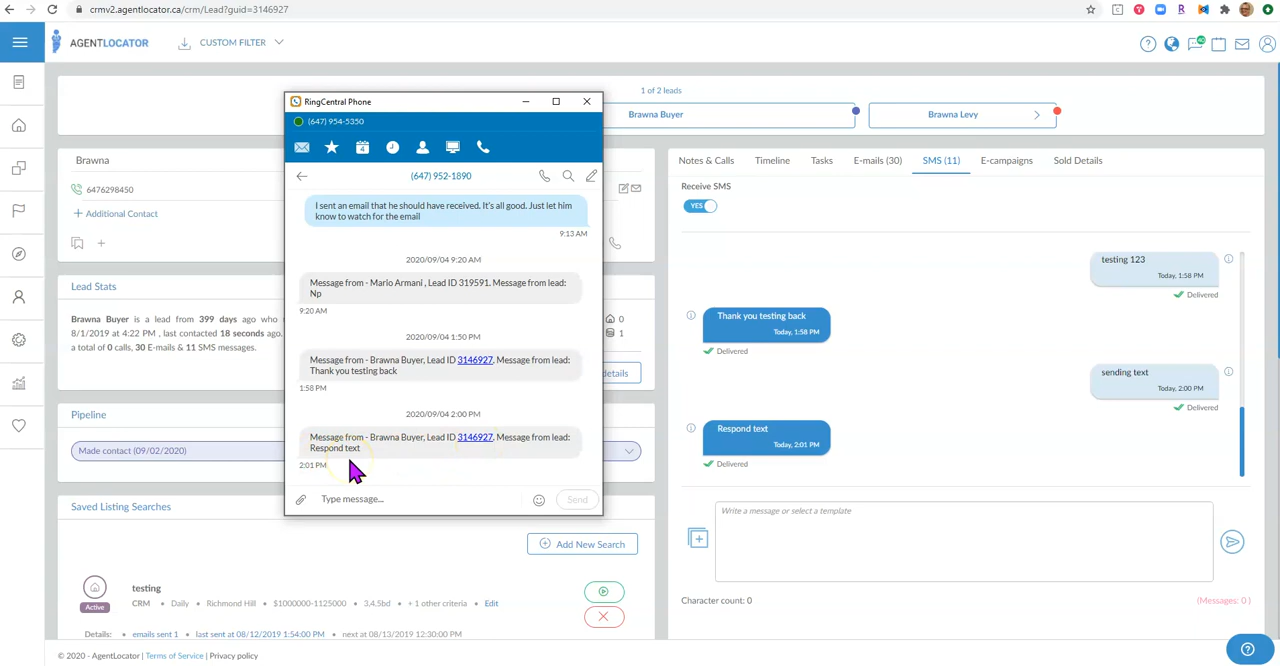 crmv2.agentlocator.ca/crm/Lead?guid=3146927
AGENTLOCATOR
CUSTOM FILTER
1 of 2 leads
Brawna Buyer
Brawna Levy
Brawna
6476298450
+ Additional Contact
Lead Stats
Brawna Buyer is a lead from 399 days ago who
8/1/2019 at 4:22 PM , last contacted 18 seconds ago.
a total of 0 calls, 30 E-mails & 11 SMS messages.
0
1
details
Pipeline
Made contact (09/02/2020)
Saved Listing Searches
Add New Search
testing
Active
CRM • Daily • Richmond Hill • $1000000-1125000 • 3,4.5bd • + 1 other criteria • Edit
Details: • emails sent 1 • last sent at 08/12/2019 1:54:00 PM • next at 08/13/2019 12:30:00 PM
RingCentral Phone
(647) 954-5350
4
(647) 952-1890
I sent an email that he should have received. It's all good. Just let him
know to watch for the email
9:13 AM
2020/09/04 9:20 AM
Message from - Mario Armani , Lead ID 319591. Message from lead:
Np
9:20 AM
2020/09/04 1:50 PM
Message from - Brawna Buyer, Lead ID 3146927. Message from lead:
Thank you testing back
1:58 PM
2020/09/04 2:00 PM
Message from - Brawna Buyer, Lead ID 3146927. Message from lead:
Respond text
2:01 PM
Type message...
Send
Notes & Calls
Timeline
Tasks
E-mails (30)
SMS (11)
E-campaigns
Sold Details
Receive SMS
YES
testing 123
Today, 1:58 PM
Delivered
Thank you testing back
Today, 1:58 PM
Delivered
sending text
Today, 2:00 PM
Delivered
Respond text
Today, 2:01 PM
Delivered
Write a message or select a template
Character count: 0
(Messages: 0 )
© 2020 - AgentLocator | Terms of Service | Privacy policy